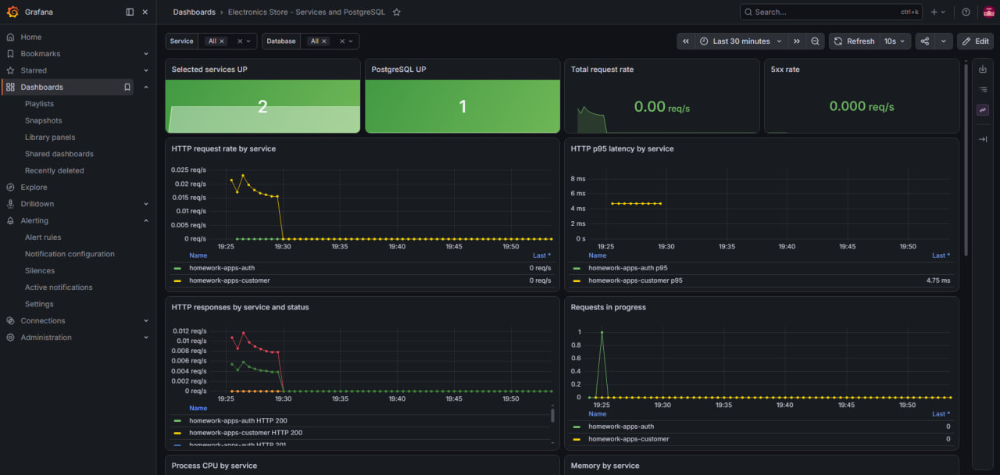 Grafana
Dashboards › Electronics Store - Services and PostgreSQL
Search... ctrl+k
Home
Bookmarks
Starred
Dashboards
Playlists
Snapshots
Library panels
Shared dashboards
Recently deleted
Explore
Drilldown
Alerting
Alert rules
Notification configuration
Silences
Active notifications
Settings
Connections
Administration
Service All Database All
Last 30 minutes Refresh 10s Edit
Selected services UP
2
PostgreSQL UP
1
Total request rate
0.00 req/s
5xx rate
0.000 req/s
HTTP request rate by service
0.025 req/s
0.02 req/s
0.015 req/s
0.01 req/s
0.005 req/s
0 req/s
19:25 19:30 19:35 19:40 19:45 19:50
Name Last *
homework-apps-auth 0 req/s
homework-apps-customer 0 req/s
HTTP p95 latency by service
8 ms
6 ms
4 ms
2 ms
0 s
19:25 19:30 19:35 19:40 19:45 19:50
Name Last *
homework-apps-auth p95
homework-apps-customer p95 4.75 ms
HTTP responses by service and status
0.012 req/s
0.01 req/s
0.008 req/s
0.006 req/s
0.004 req/s
0.002 req/s
0 req/s
19:25 19:30 19:35 19:40 19:45 19:50
Name
homework-apps-auth HTTP 200
homework-apps-customer HTTP 200
homework-apps-auth HTTP 201
Requests in progress
1
0.8
0.6
0.4
0.2
0
19:25 19:30 19:35 19:40 19:45 19:50
Name Last *
homework-apps-auth 0
homework-apps-customer 0
Process CPU by service
Memory by service